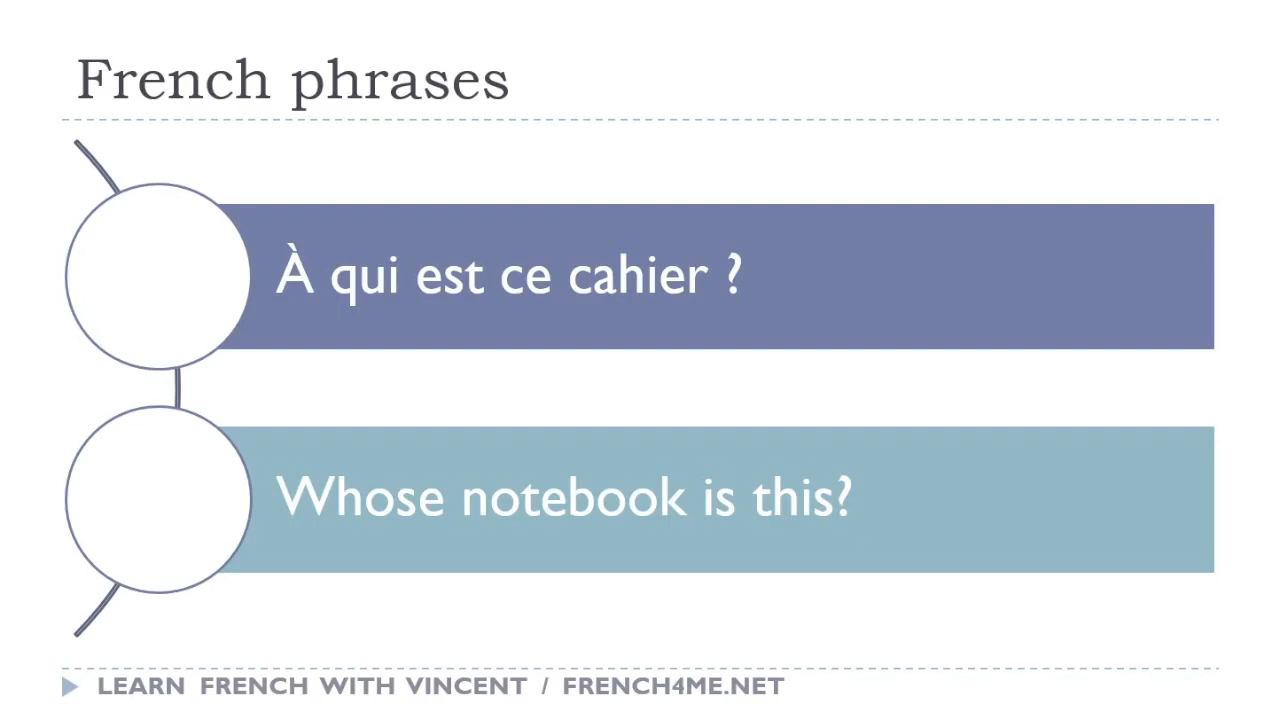 French phrases
À qui est ce cahier ?
Whose notebook is this?
LEARN FRENCH WITH VINCENT / FRENCH4ME.NET